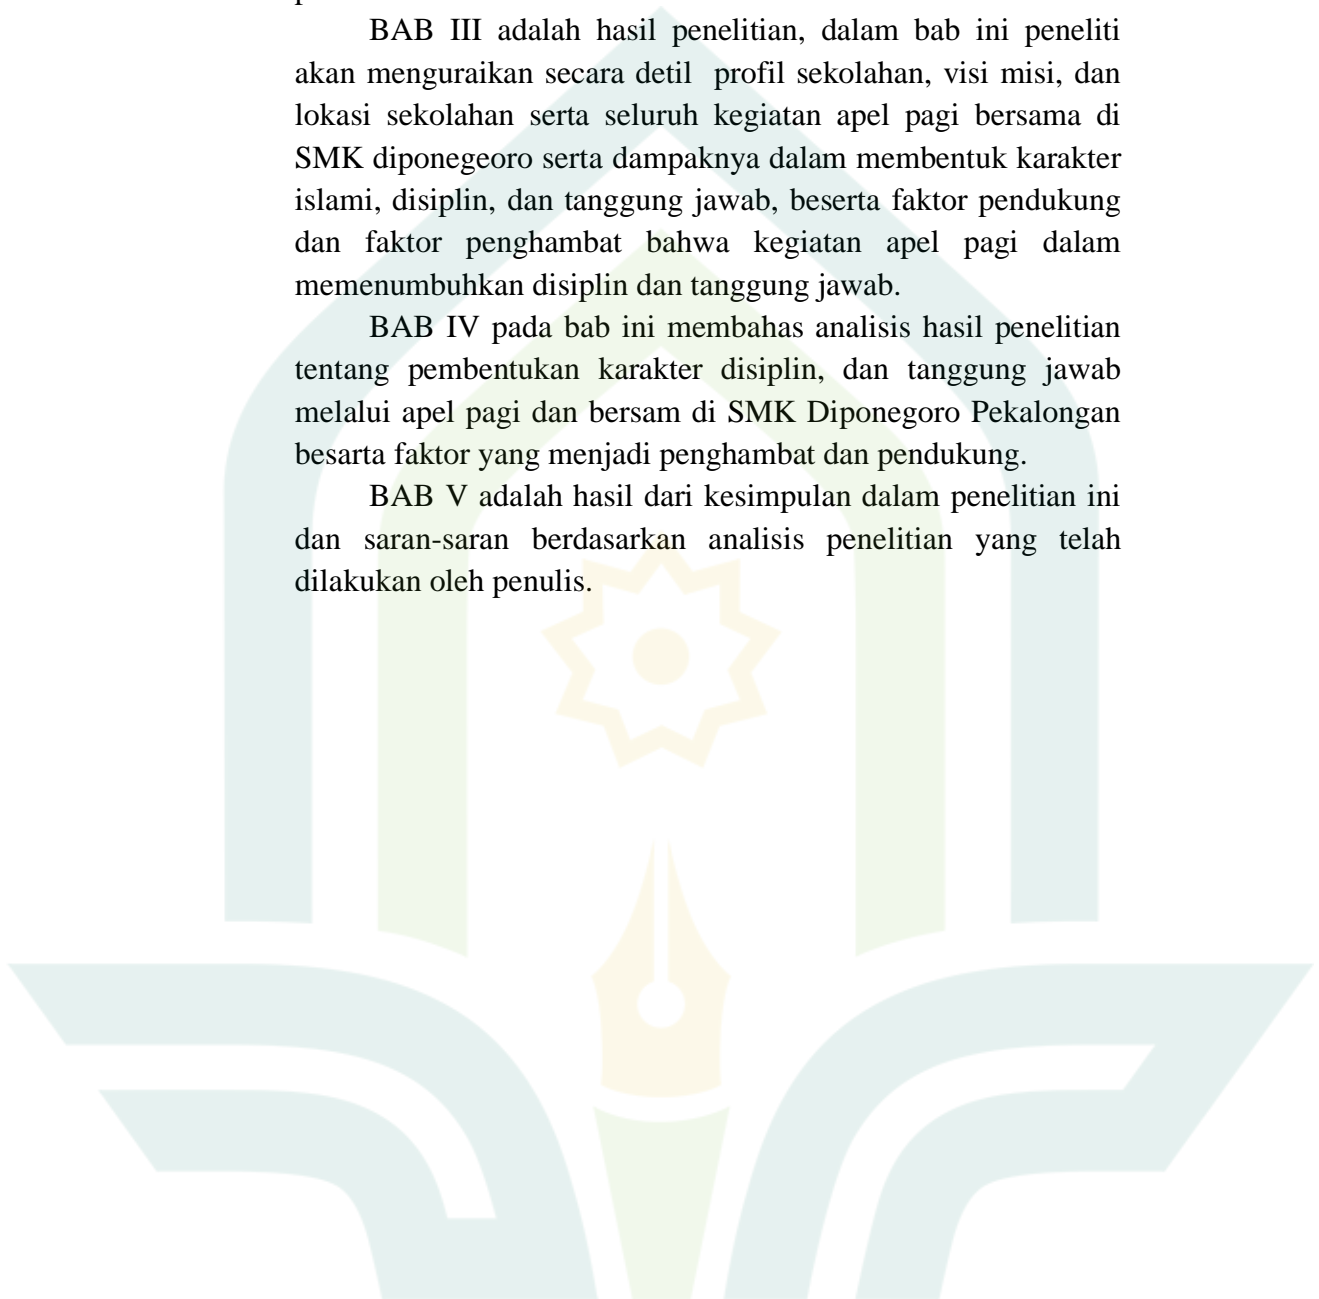 BAB III adalah hasil penelitian, dalam bab ini peneliti
akan menguraikan secara detil profil sekolahan, visi misi, dan
lokasi sekolahan serta seluruh kegiatan apel pagi bersama di
SMK diponegeoro serta dampaknya dalam membentuk karakter
islami, disiplin, dan tanggung jawab, beserta faktor pendukung
dan faktor penghambat bahwa kegiatan apel pagi dalam
memenumbuhkan disiplin dan tanggung jawab.
BAB IV pada bab ini membahas analisis hasil penelitian
tentang pembentukan karakter disiplin, dan tanggung jawab
melalui apel pagi dan bersam di SMK Diponegoro Pekalongan
besarta faktor yang menjadi penghambat dan pendukung.
BAB V adalah hasil dari kesimpulan dalam penelitian ini
dan saran-saran berdasarkan analisis penelitian yang telah
dilakukan oleh penulis.